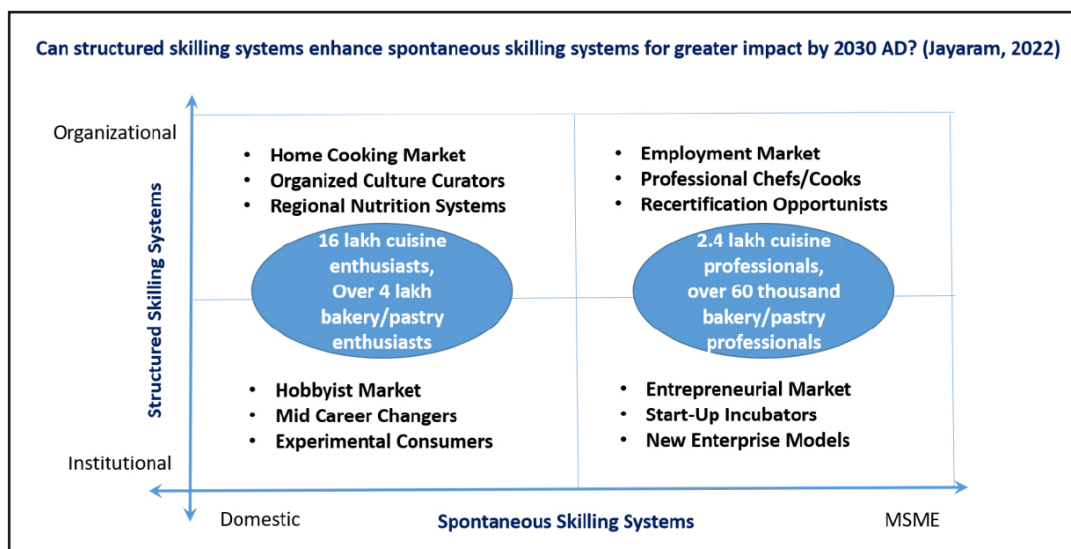 Can structured skilling systems enhance spontaneous skilling systems for greater impact by 2030 AD? (Jayaram, 2022)
Organizational
Structured Skilling Systems
Institutional
• Home Cooking Market
• Organized Culture Curators
• Regional Nutrition Systems
16 lakh cuisine
enthusiasts,
Over 4 lakh
bakery/pastry
enthusiasts
• Hobbyist Market
• Mid Career Changers
• Experimental Consumers
• Employment Market
• Professional Chefs/Cooks
• Recertification Opportunists
2.4 lakh cuisine
professionals,
over 60 thousand
bakery/pastry
professionals
• Entrepreneurial Market
• Start-Up Incubators
• New Enterprise Models
Domestic
Spontaneous Skilling Systems
MSME